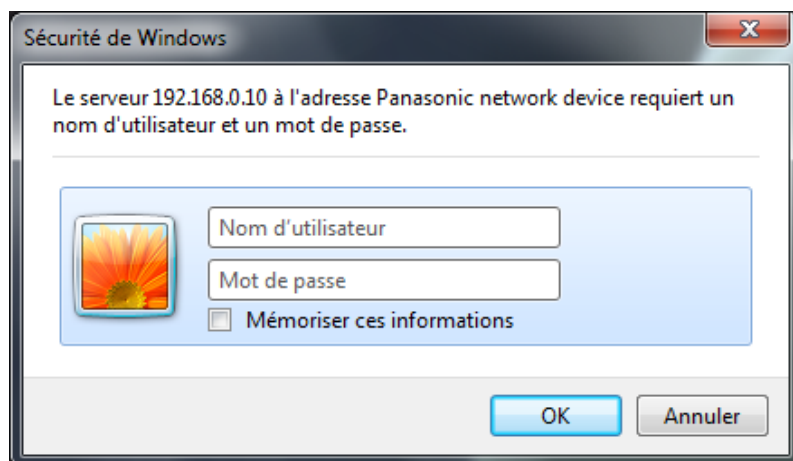 Sécurité de Windows
Le serveur 192.168.0.10 à l'adresse Panasonic network device requiert un
nom d'utilisateur et un mot de passe.
Nom d'utilisateur
Mot de passe
Mémoriser ces informations
OK
Annuler